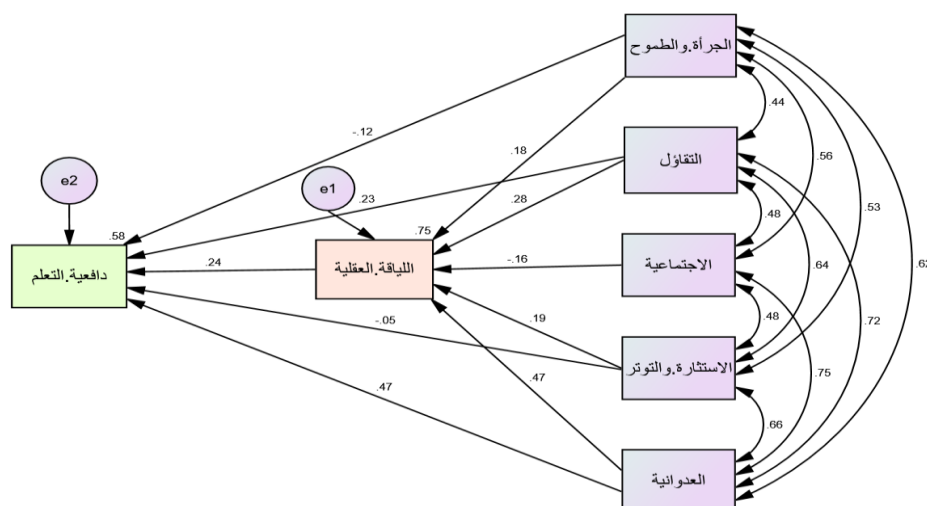 الجرأة.والطموح
.44
-.12
.56
.18
التقاؤل
e2
e1
.23
.28
.53
.48
.58
.75
.62
دافعية.التعلم
.24
اللياقة.العقلية
-.16
الاجتماعية
.64
.72
-.05
.19
.48
الاستثارة.والتوتر
.75
.47
.47
.66
العدوانية